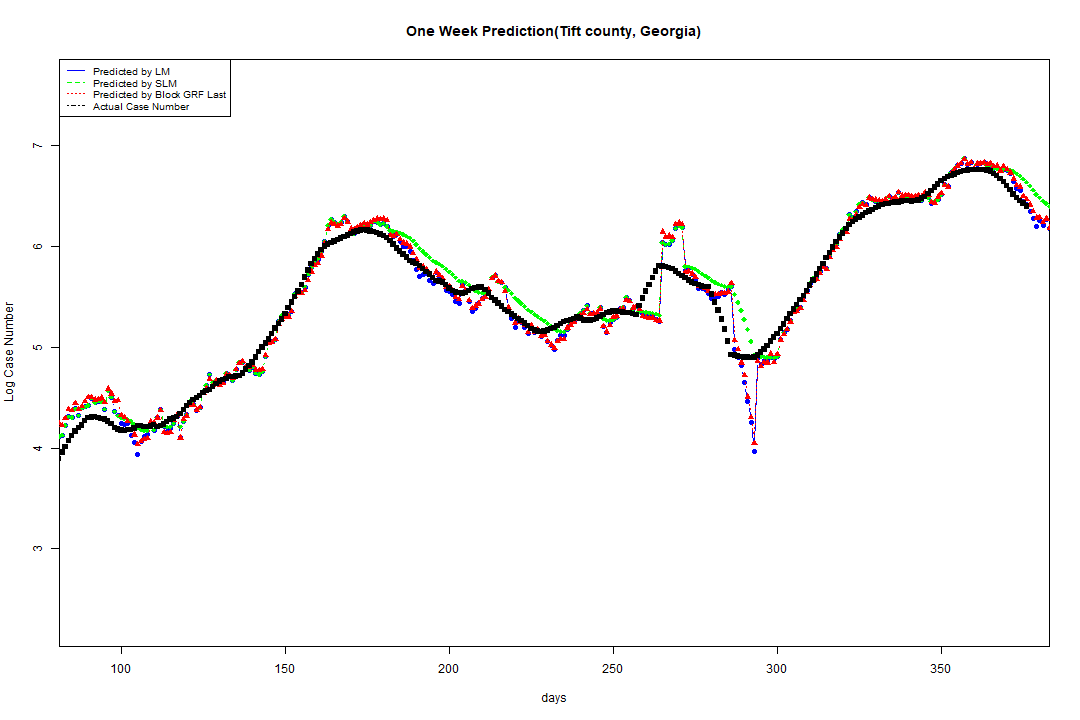 One Week Prediction(Tift county, Georgia)
Predicted by LM
Predicted by SLM
Predicted by Block GRF Last
Actual Case Number
7
6
5
4
3
Log Case Number
100 150 200 250 300 350
days